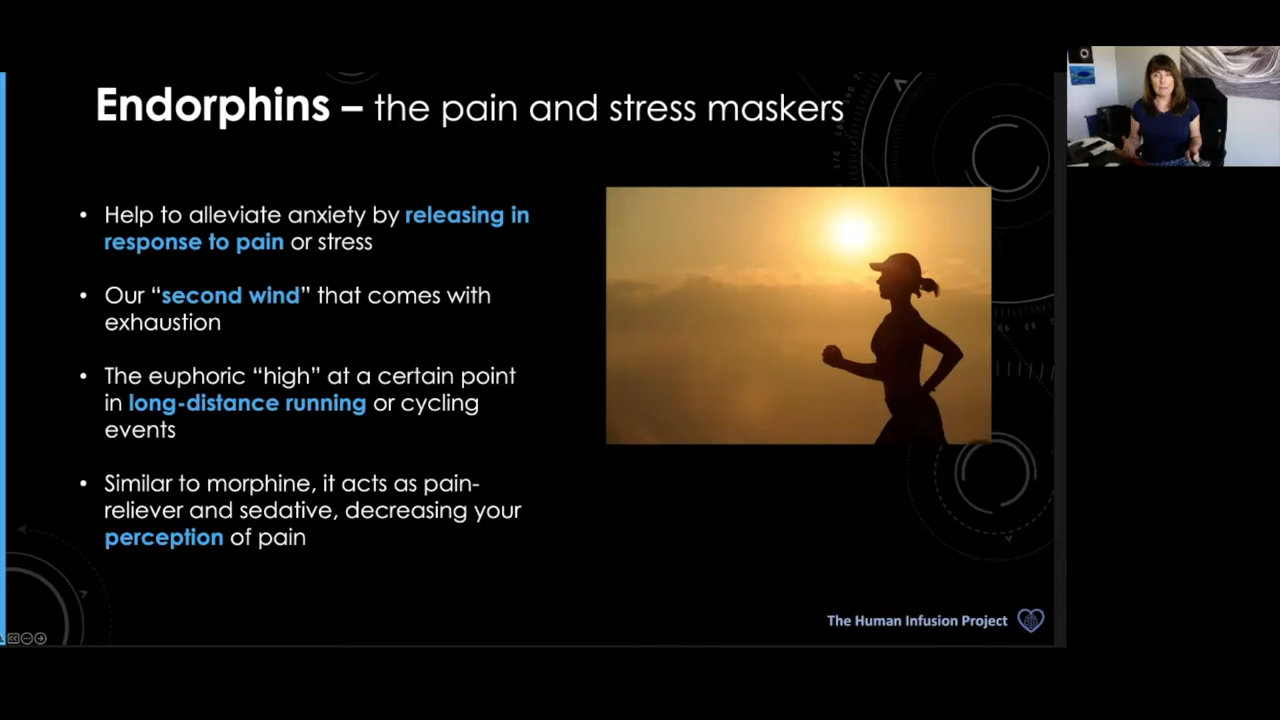 Endorphins – the pain and stress maskers
• Help to alleviate anxiety by releasing in
response to pain or stress
• Our “second wind” that comes with
exhaustion
• The euphoric “high” at a certain point
in long-distance running or cycling
events
• Similar to morphine, it acts as pain-
reliever and sedative, decreasing your
perception of pain
The Human Infusion Project